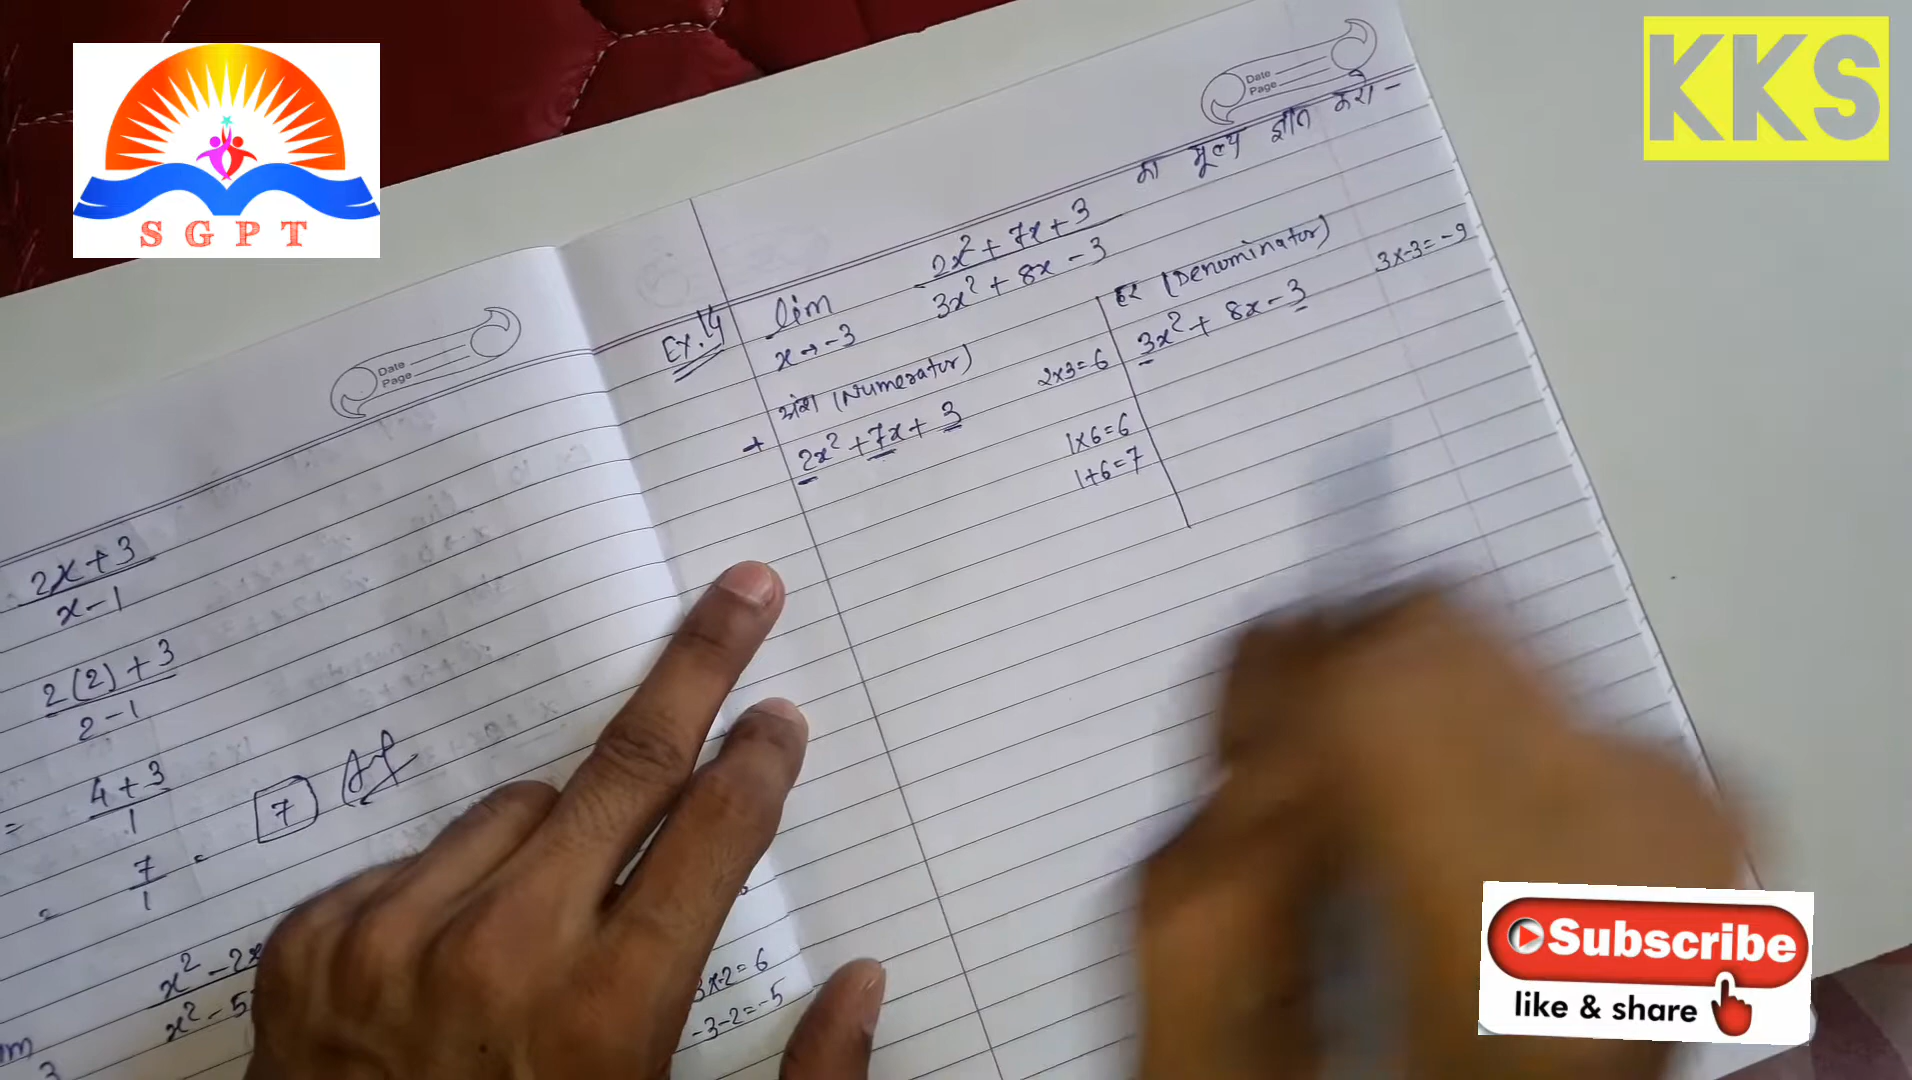 SGPT
KKS
Date
Page
Date
Page
Ex.14 lim x→-3 2x²+7x+3 / 3x²+8x-3 का मूल्य ज्ञात करो-
अंश (Numerator)
2x²+7x+3
2x3=6
1x6=6
1+6=7
हर (Denominator)
3x²+8x-3
3x-3=-9
2x+3 / x-1
2(2)+3 / 2-1
= 4+3 / 1
= 7/1 = 7 Ans
x²-2x
x²-5
3x2=6
-3-2=-5
Subscribe
like & share